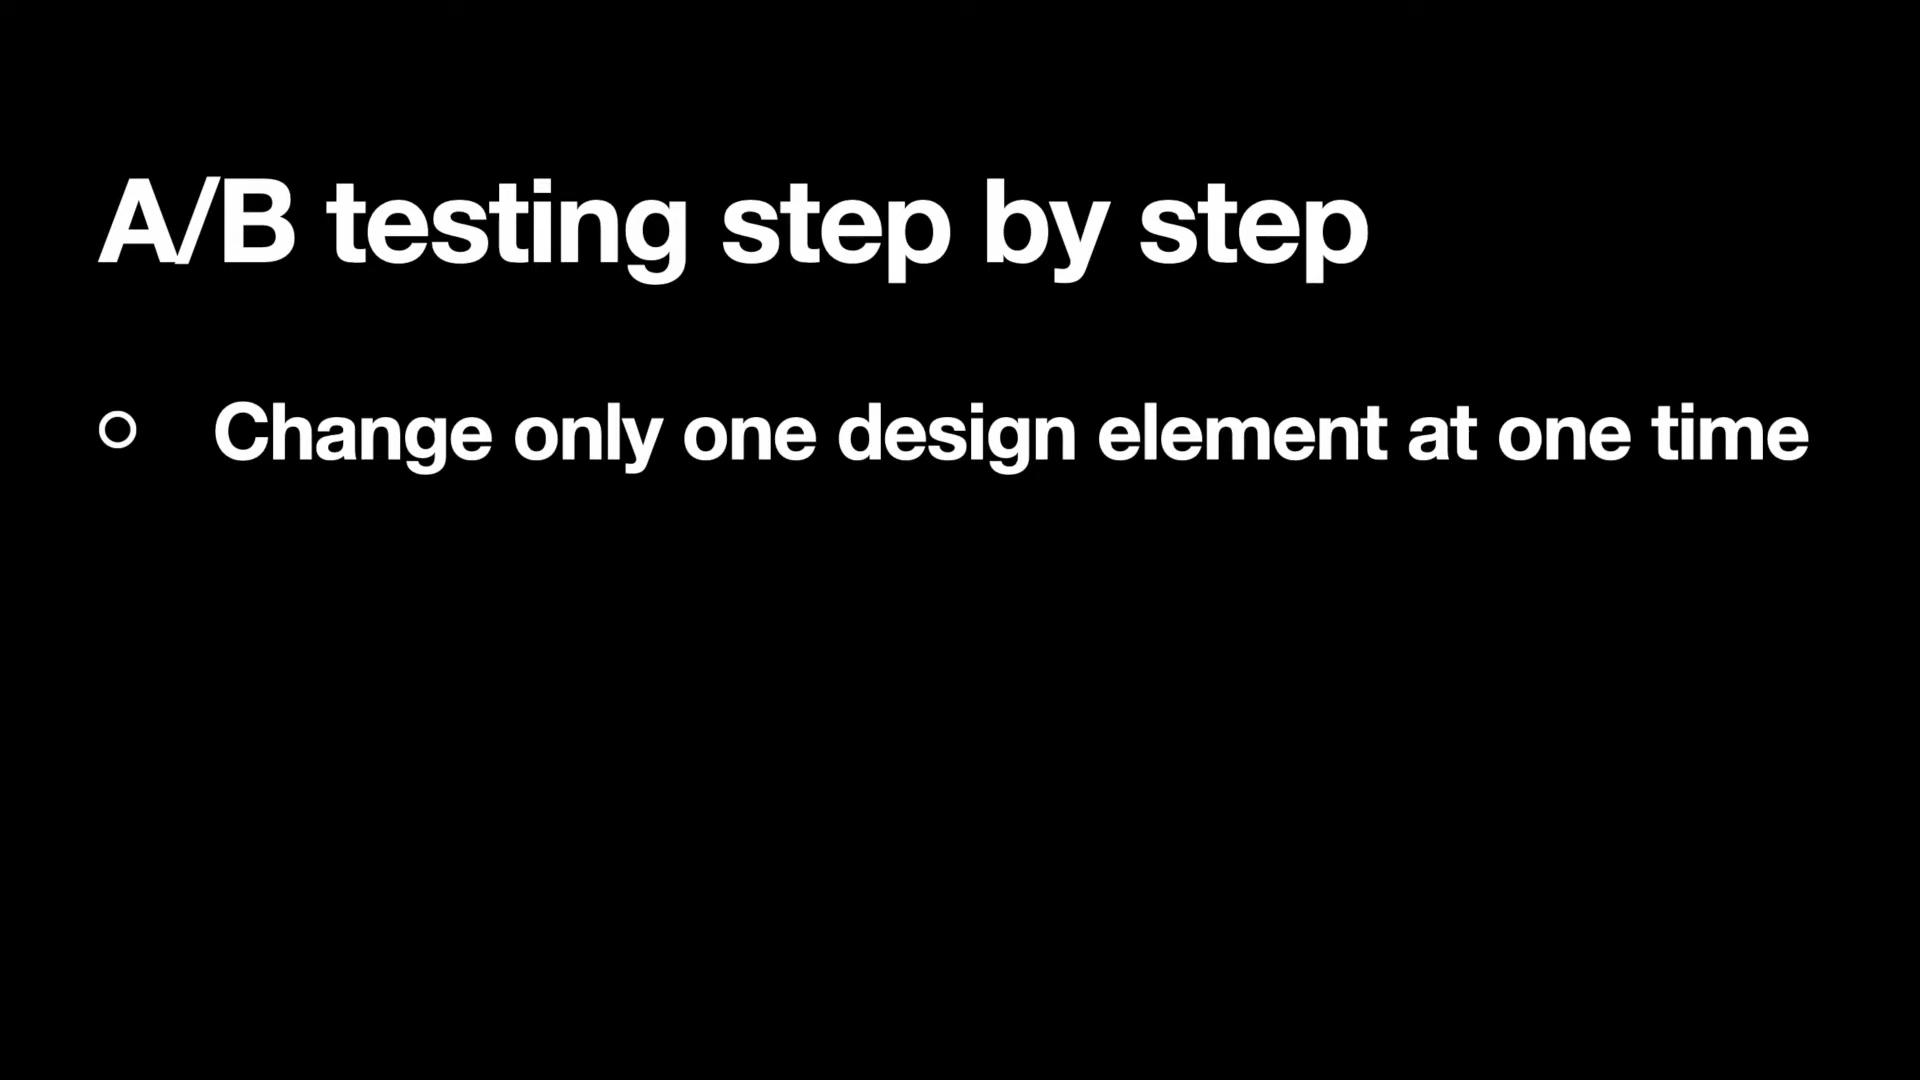 A/B testing step by step
Change only one design element at one time